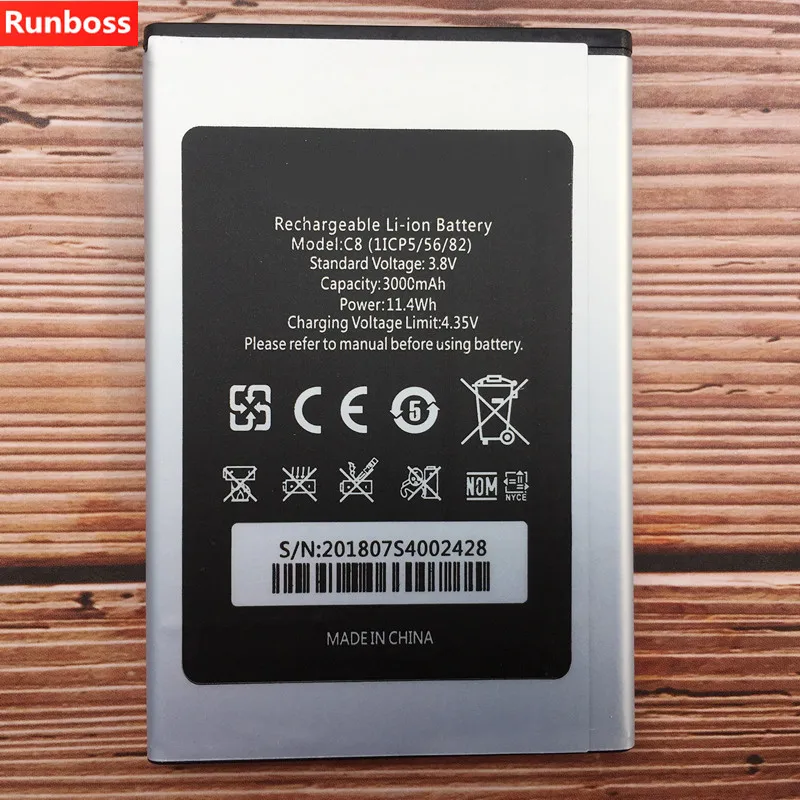 Runboss
Rechargeable Li-ion Battery
Model:C8 (1ICP5/56/82)
Standard Voltage: 3.8V
Capacity:3000mAh
Power:11.4Wh
Charging Voltage Limit:4.35V
Please refer to manual before using battery.
CE 5
NOM NYCE
S/N:201807S4002428
MADE IN CHINA